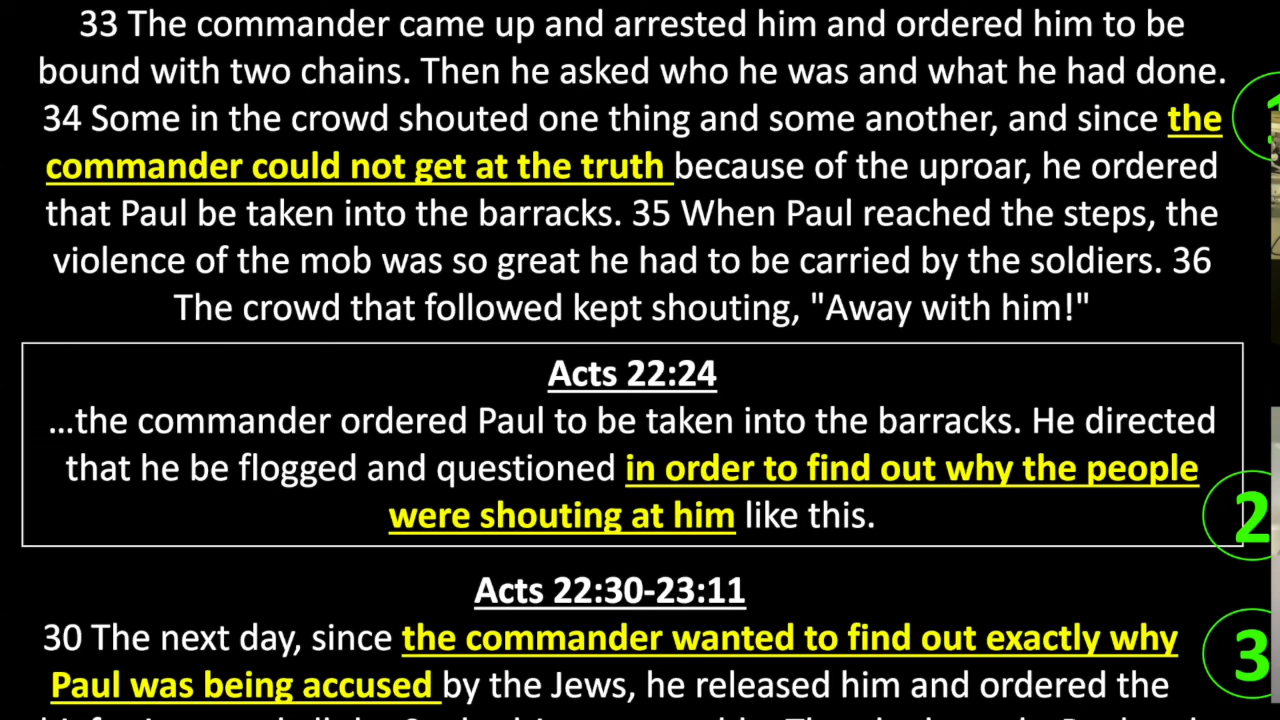 33 The commander came up and arrested him and ordered him to be
bound with two chains. Then he asked who he was and what he had done.
34 Some in the crowd shouted one thing and some another, and since the
commander could not get at the truth because of the uproar, he ordered
that Paul be taken into the barracks. 35 When Paul reached the steps, the
violence of the mob was so great he had to be carried by the soldiers. 36
The crowd that followed kept shouting, "Away with him!"
Acts 22:24
…the commander ordered Paul to be taken into the barracks. He directed
that he be flogged and questioned in order to find out why the people
were shouting at him like this.
2
Acts 22:30-23:11
30 The next day, since the commander wanted to find out exactly why
3
Paul was being accused by the Jews, he released him and ordered the